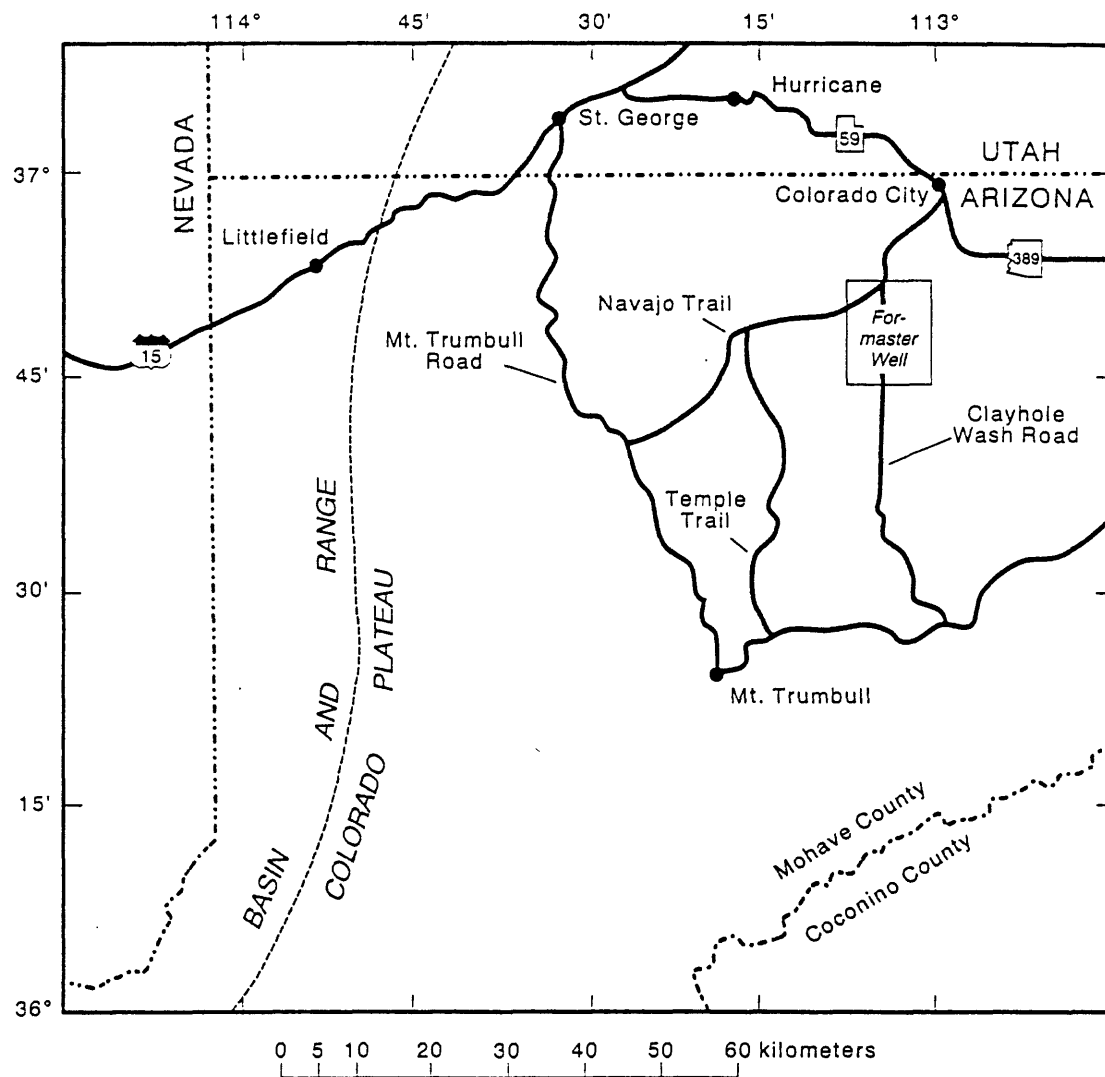 114° 45' 30' 15' 113°
Hurricane
St. George
59
UTAH
37°
NEVADA
Colorado City
ARIZONA
Littlefield
389
Navajo Trail
For-
master
Well
Mt. Trumbull
Road
15
45'
Clayhole
Wash Road
RANGE
Temple
Trail
30'
PLATEAU
AND
Mt. Trumbull
COLORADO
15'
Mohave County
Coconino County
BASIN
36°
0 5 10 20 30 40 50 60 kilometers